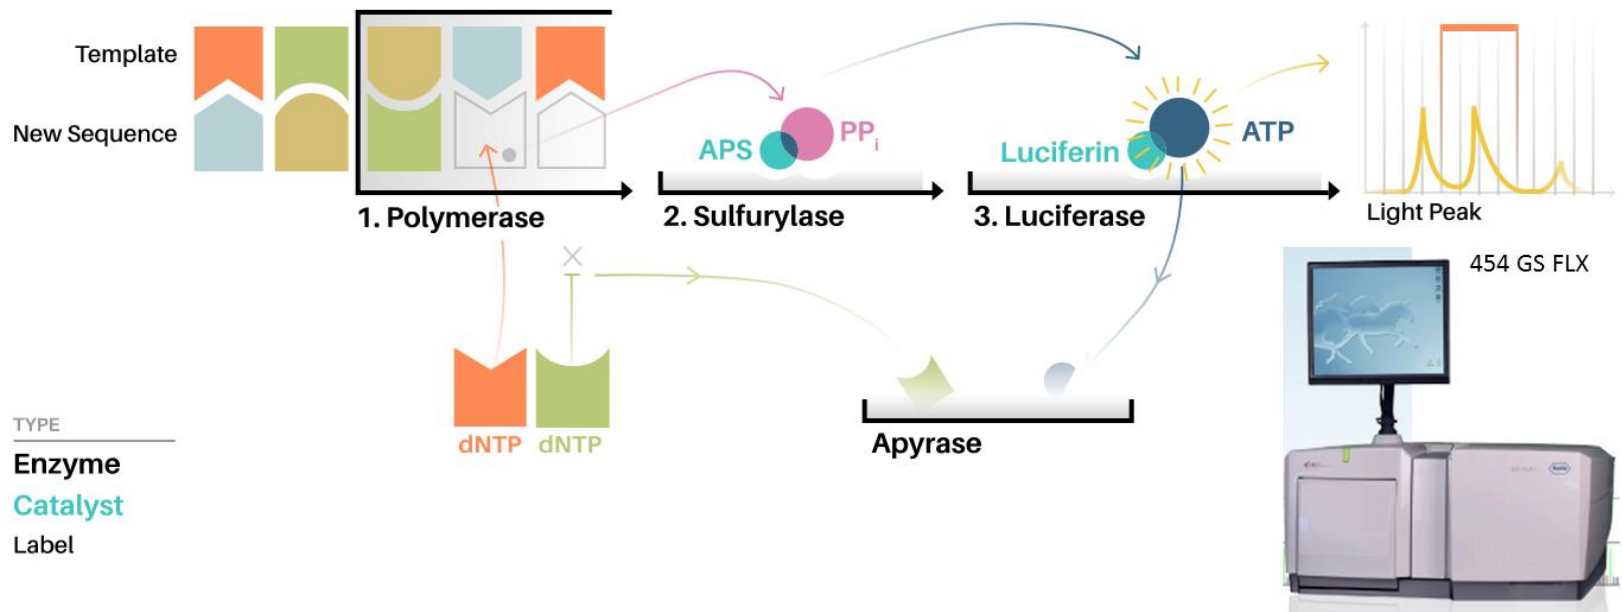 Template
New Sequence
APS
PPi
Luciferin
ATP
1. Polymerase
2. Sulfurylase
3. Luciferase
Light Peak
454 GS FLX
dNTP
dNTP
Apyrase
TYPE
Enzyme
Catalyst
Label